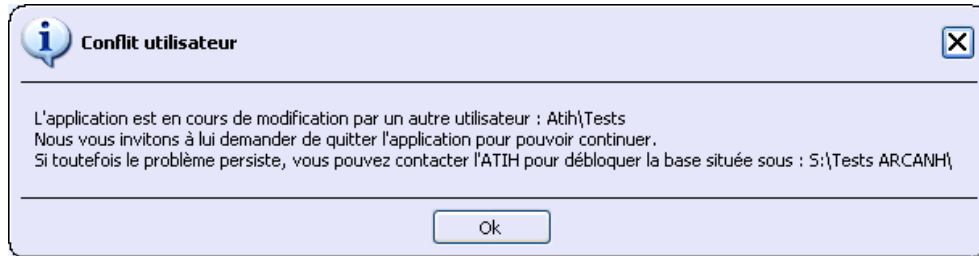 Conflit utilisateur
L'application est en cours de modification par un autre utilisateur : Atih\Tests
Nous vous invitons à lui demander de quitter l'application pour pouvoir continuer.
Si toutefois le problème persiste, vous pouvez contacter l'ATIH pour débloquer la base située sous : S:\Tests ARCANH\
Ok